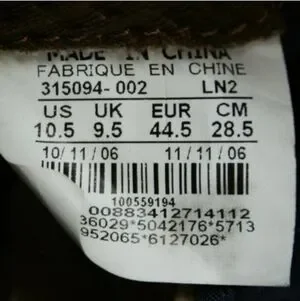 MADE IN CHINA
FABRIQUE EN CHINE
315094-002 LN2
US UK EUR CM
10.5 9.5 44.5 28.5
10/11/06 11/11/06
100559194
00883412714112
36029*5042176*5713
952065*6127026*